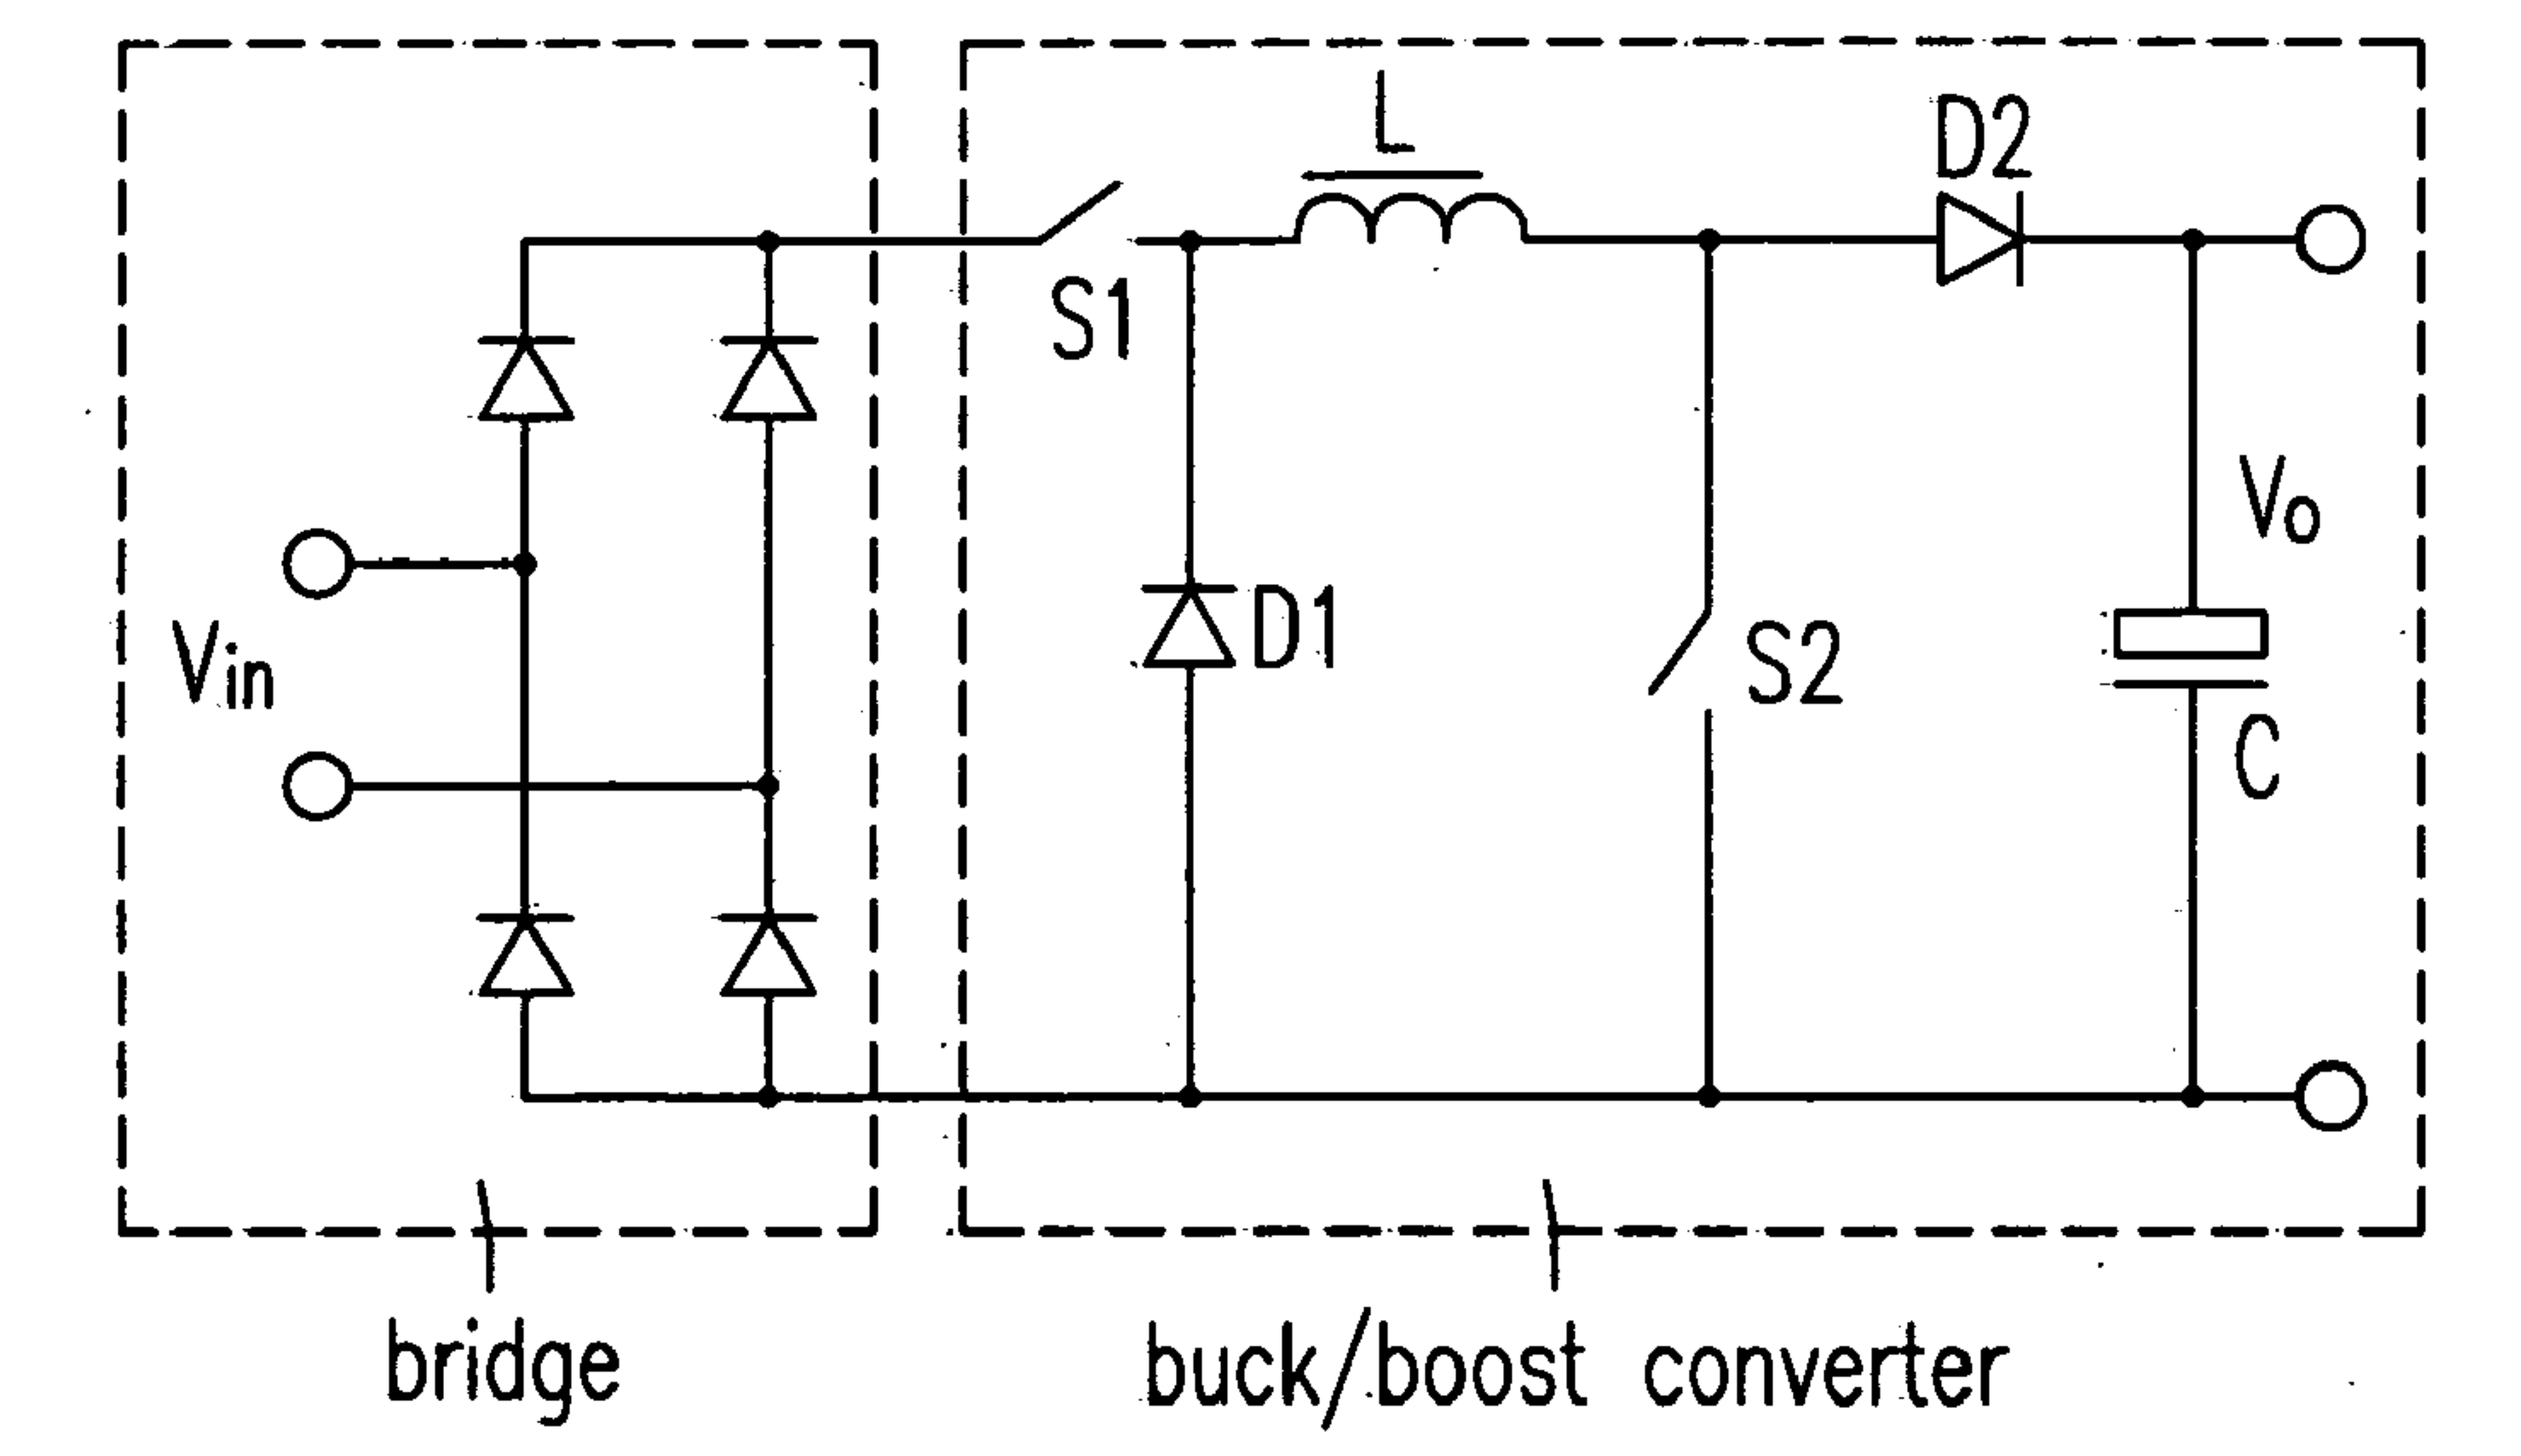 L
D2
S1
Vo
D1
S2
Vin
C
bridge
buck/boost converter